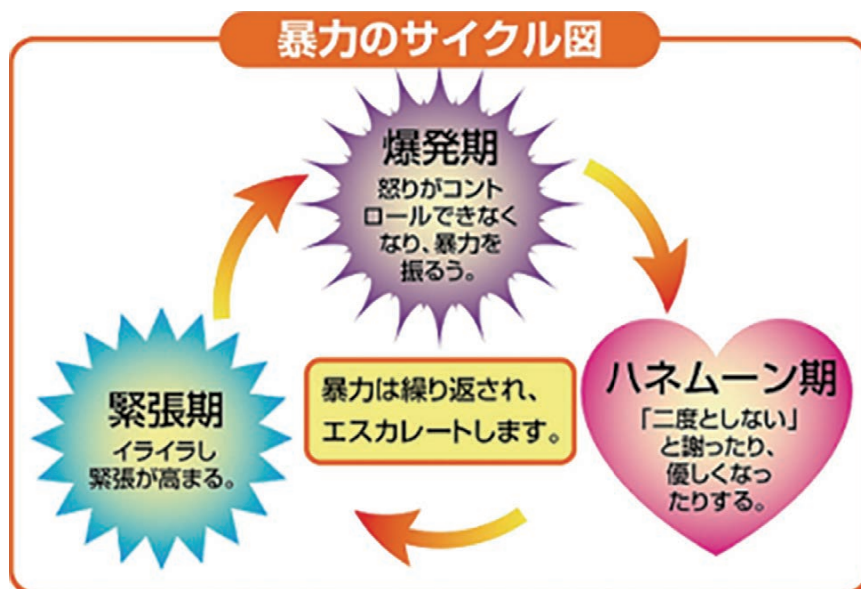 暴力のサイクル図
爆発期
怒りがコント
ロールできなく
なり、暴力を
振るう。
ハネムーン期
「二度としない」
と謝ったり、
優しくなっ
たりする。
緊張期
イライラし
緊張が高まる。
暴力は繰り返され、
エスカレートします。